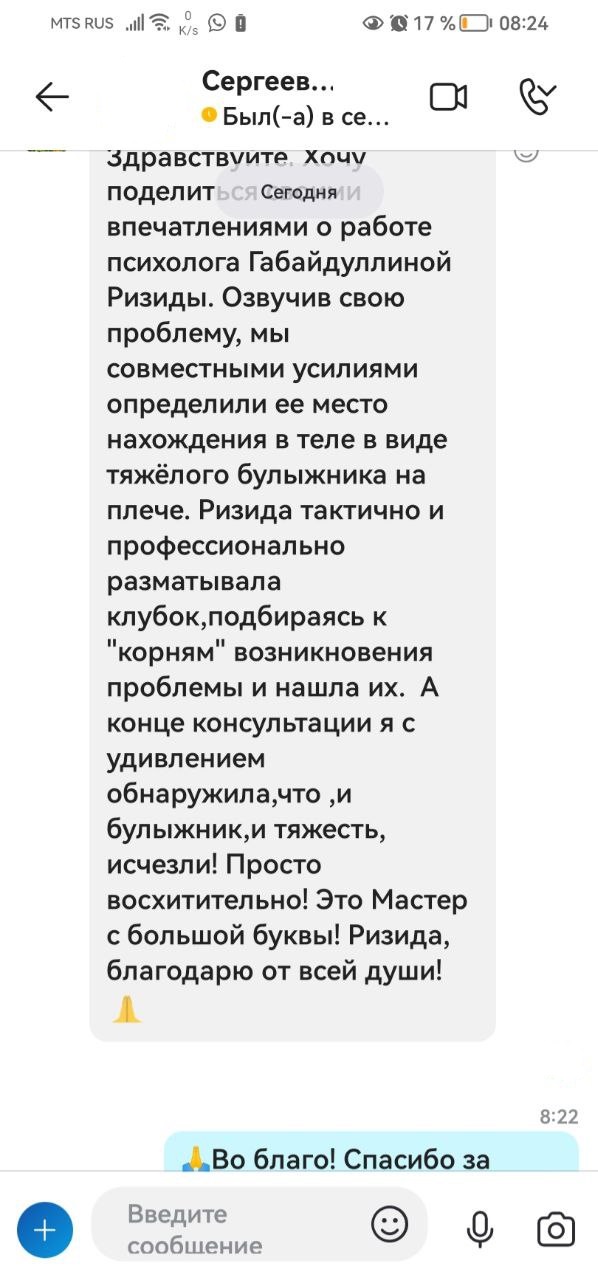 MTS RUS 0 K/s 17 % 08:24
Сергеев...
Был(-а) в се...
Здравствуйте. Хочу
Сегодня
поделиться своими
впечатлениями о работе
психолога Габайдуллиной
Ризиды. Озвучив свою
проблему, мы
совместными усилиями
определили ее место
нахождения в теле в виде
тяжёлого булыжника на
плече. Ризида тактично и
профессионально
разматывала
клубок,подбираясь к
"корням" возникновения
проблемы и нашла их.  А
конце консультации я с
удивлением
обнаружила,что ,и
булыжник,и тяжесть,
исчезли! Просто
восхитительно! Это Мастер
с большой буквы! Ризида,
благодарю от всей души!
🙏
8:22
🙏Во благо! Спасибо за
Введите
сообщение